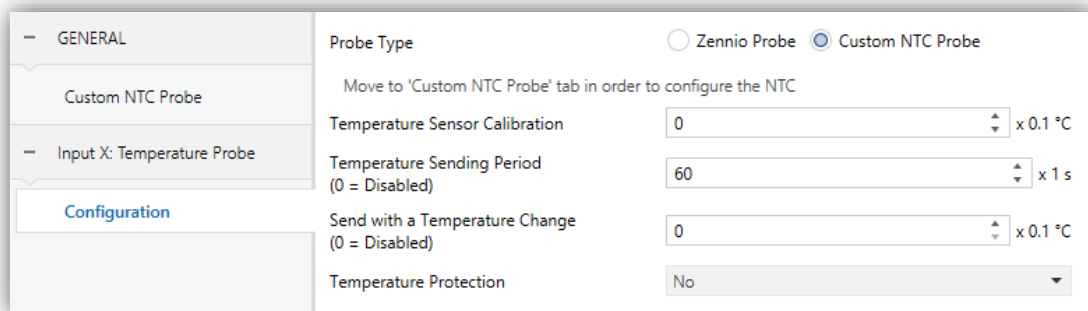 GENERAL
Custom NTC Probe
Input X: Temperature Probe
Configuration
Probe Type
Zennio Probe Custom NTC Probe
Move to 'Custom NTC Probe' tab in order to configure the NTC
Temperature Sensor Calibration
0 x 0.1 °C
Temperature Sending Period
(0 = Disabled)
60 x 1 s
Send with a Temperature Change
(0 = Disabled)
0 x 0.1 °C
Temperature Protection
No